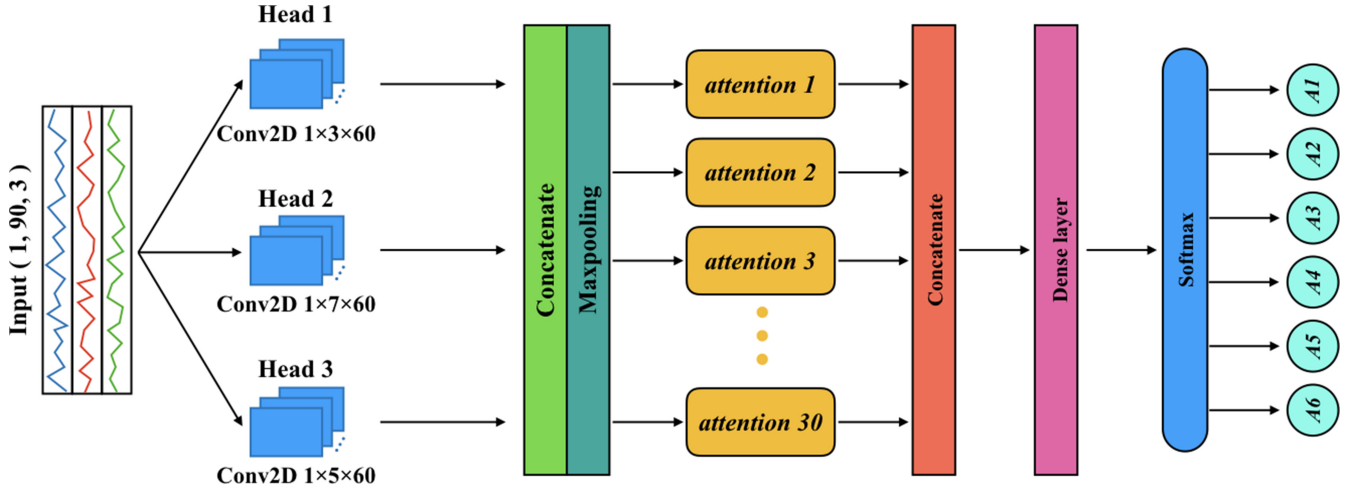 Input ( 1, 90, 3 )
Head 1
Conv2D 1×3×60
Head 2
Conv2D 1×7×60
Head 3
Conv2D 1×5×60
Concatenate
Maxpooling
attention 1
attention 2
attention 3
attention 30
Concatenate
Dense layer
Softmax
A1
A2
A3
A4
A5
A6